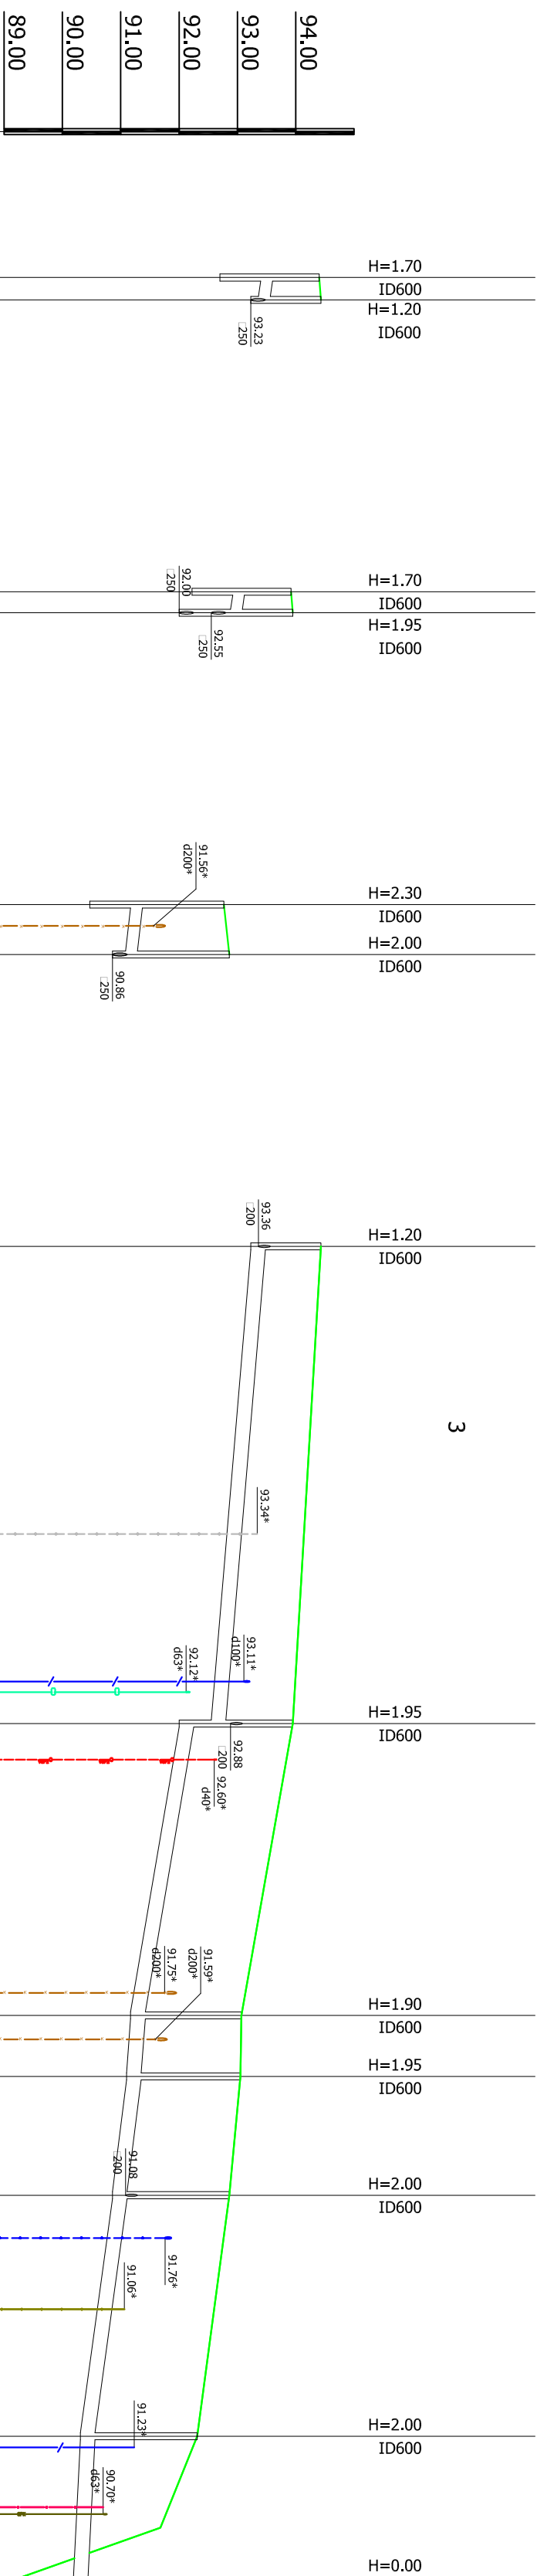 94.00
93.00
92.00
91.00
90.00
89.00
H=1.70
ID600
H=1.20
ID600
93.23
□250
H=1.70
ID600
H=1.95
ID600
92.00
□250
92.55
□250
91.56*
d200*
H=2.30
ID600
H=2.00
ID600
90.86
□250
H=1.20
ID600
93.36
□200
3
93.34*
93.11*
d100*
92.12*
d63*
H=1.95
ID600
92.88
□200
92.60*
d40*
91.75*
d200*
91.59*
d200*
H=1.90
ID600
H=1.95
ID600
91.08
□200
H=2.00
ID600
91.76*
91.06*
91.23*
H=2.00
ID600
90.70*
d63*
H=0.00